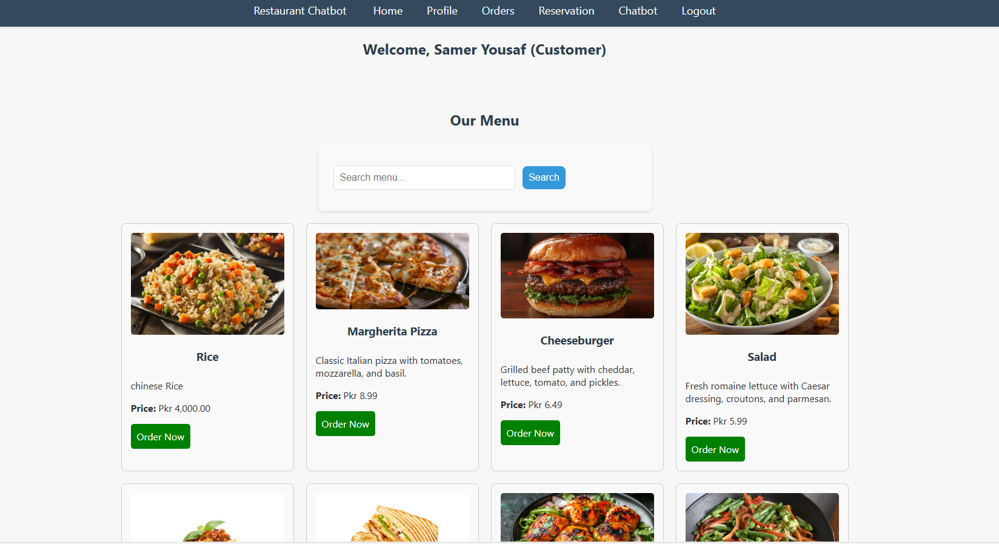 Restaurant Chatbot Home Profile Orders Reservation Chatbot Logout
Welcome, Samer Yousaf (Customer)
Our Menu
Search menu... Search
Rice
chinese Rice
Price: Pkr 4,000.00
Order Now
Margherita Pizza
Classic Italian pizza with tomatoes,
mozzarella, and basil.
Price: Pkr 8.99
Order Now
Cheeseburger
Grilled beef patty with cheddar,
lettuce, tomato, and pickles.
Price: Pkr 6.49
Order Now
Salad
Fresh romaine lettuce with Caesar
dressing, croutons, and parmesan.
Price: Pkr 5.99
Order Now